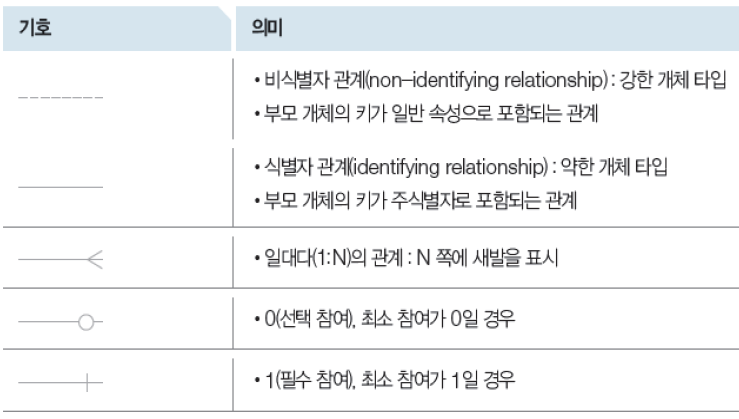 기호
의미
• 비식별자 관계(non-identifying relationship) : 강한 개체 타입
• 부모 개체의 키가 일반 속성으로 포함되는 관계
• 식별자 관계(identifying relationship) : 약한 개체 타입
• 부모 개체의 키가 주식별자로 포함되는 관계
• 일대다(1:N)의 관계 : N 쪽에 새발을 표시
• 0(선택 참여), 최소 참여가 0일 경우
• 1(필수 참여), 최소 참여가 1일 경우